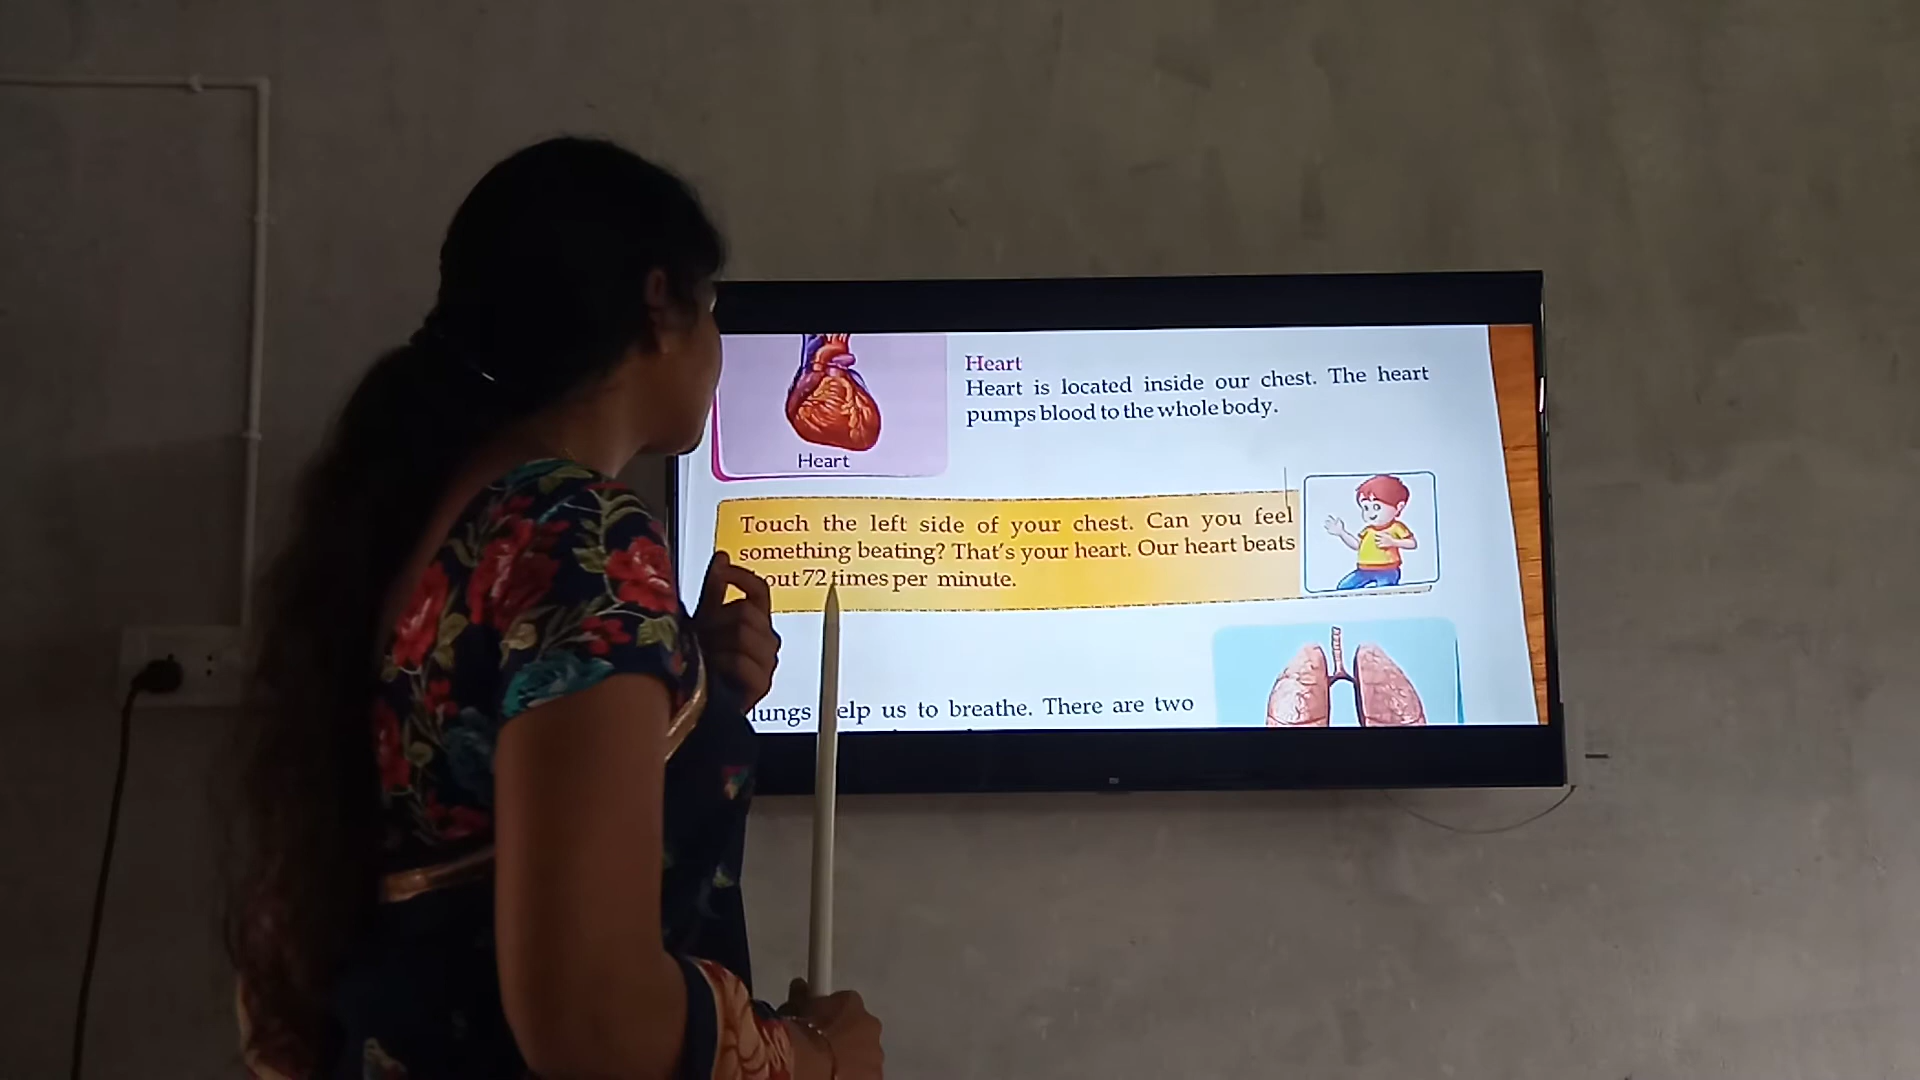 Heart
Heart is located inside our chest. The heart
pumps blood to the whole body.
Heart
Touch the left side of your chest. Can you feel
something beating? That's your heart. Our heart beats
out 72 times per minute.
lungs elp us to breathe. There are two